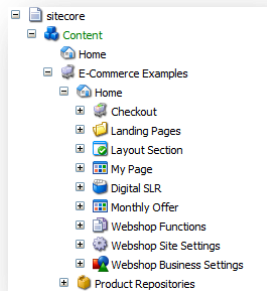 sitecore
Content
Home
E-Commerce Examples
Home
Checkout
Landing Pages
Layout Section
My Page
Digital SLR
Monthly Offer
Webshop Functions
Webshop Site Settings
Webshop Business Settings
Product Repositories